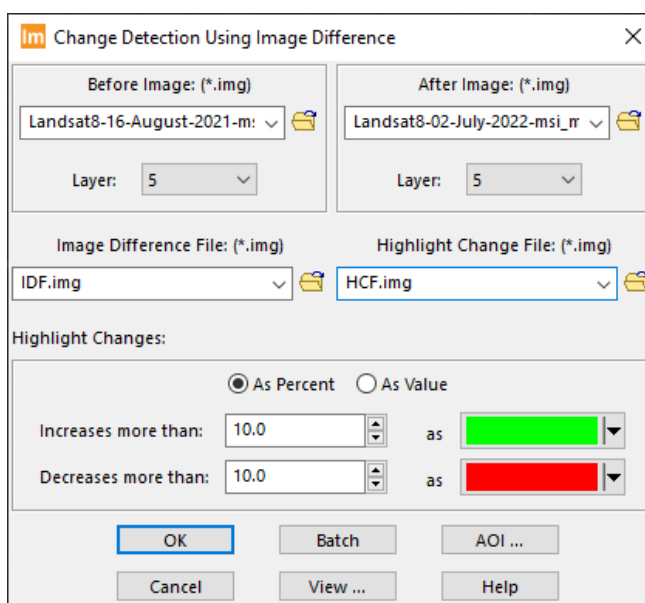 Im Change Detection Using Image Difference
Before Image: (*.img) After Image: (*.img)
Landsat8-16-August-2021-m Landsat8-02-July-2022-msi_m
Layer: 5 Layer: 5
Image Difference File: (*.img) Highlight Change File: (*.img)
IDF.img HCF.img
Highlight Changes:
As Percent As Value
Increases more than: 10.0 as
Decreases more than: 10.0 as
OK Batch AOI ...
Cancel View ... Help